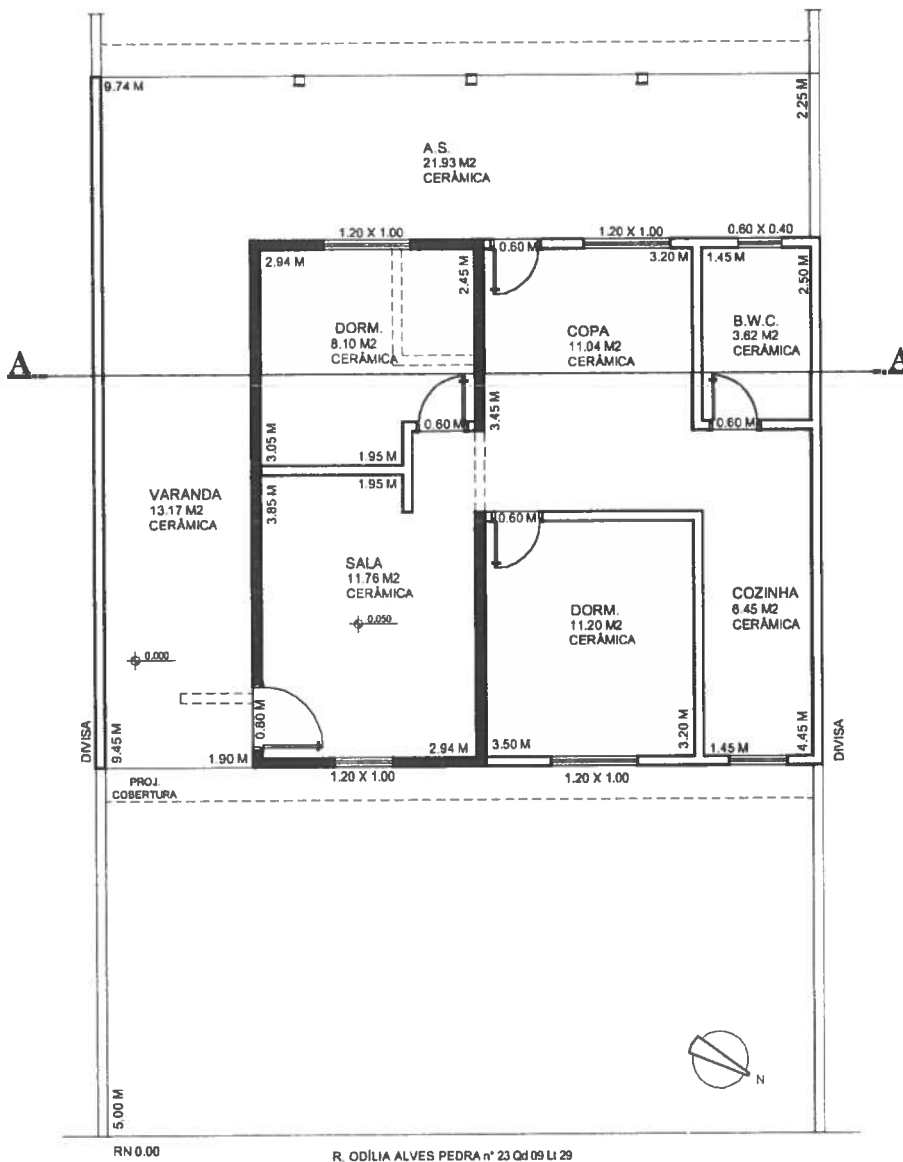 9.74 M
2.25 M
A.S.
21.93 M2
CERÂMICA
1.20 X 1.00
0.60 M
1.20 X 1.00
0.60 X 0.40
2.94 M
2.45 M
3.20 M
1.45 M
2.50 M
DORM.
8.10 M2
CERÂMICA
COPA
11.04 M2
CERÂMICA
B.W.C.
3.62 M2
CERÂMICA
A
A
3.05 M
1.95 M
0.60 M
3.45 M
0.60 M
VARANDA
13.17 M2
CERÂMICA
3.85 M
1.95 M
0.60 M
SALA
11.76 M2
CERÂMICA
0.050
DORM.
11.20 M2
CERÂMICA
COZINHA
6.45 M2
CERÂMICA
0.000
DIVISA
9.45 M
1.90 M
0.80 M
2.94 M
3.50 M
3.20 M
1.45 M
4.45 M
DIVISA
1.20 X 1.00
1.20 X 1.00
PROJ.
COBERTURA
N
5.00 M
RN 0.00
R. ODÍLIA ALVES PEDRA n° 23 Qd 09 Lt 29